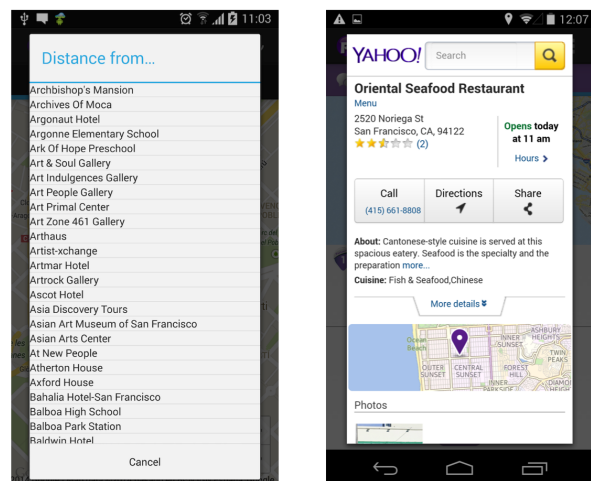 11:03
Distance from...
Archbishop's Mansion
Archives Of Moca
Argonaut Hotel
Argonne Elementary School
Ark Of Hope Preschool
Art & Soul Gallery
Art Indulgences Gallery
Art People Gallery
Art Primal Center
Art Zone 461 Gallery
Arthaus
Artist-xchange
Artmar Hotel
Artrock Gallery
Ascot Hotel
Asia Discovery Tours
Asian Art Museum of San Francisco
Asian Arts Center
At New People
Atherton House
Axford House
Bahalia Hotel-San Francisco
Balboa High School
Balboa Park Station
Baldwin Hotel
Cancel
12:07
YAHOO! Search
Oriental Seafood Restaurant
Menu
2520 Noriega St
San Francisco, CA, 94122
(2)
Opens today
at 11 am
Hours
Call
(415) 661-8808
Directions
Share
About: Cantonese-style cuisine is served at this
spacious eatery. Seafood is the specialty and the
preparation more...
Cuisine: Fish & Seafood,Chinese
More details
Ocean
Beach
INNER
SUNSET
ASHBURY
HEIGHTS
TWIN
PEAKS
OUTER
SUNSET
CENTRAL
SUNSET
FOREST
HILL
INNER
PARKSIDE
Photos